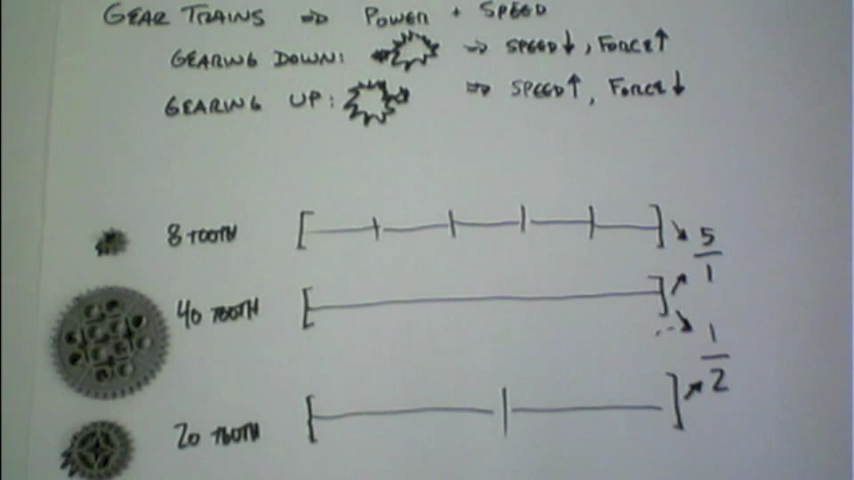 GEAR TRAINS ⇒ POWER + SPEED
GEARING DOWN: ⇒ SPEED↓, FORCE↑
GEARING UP: ⇒ SPEED↑, FORCE↓
8 TOOTH
5/1
40 TOOTH
1/2
20 TOOTH